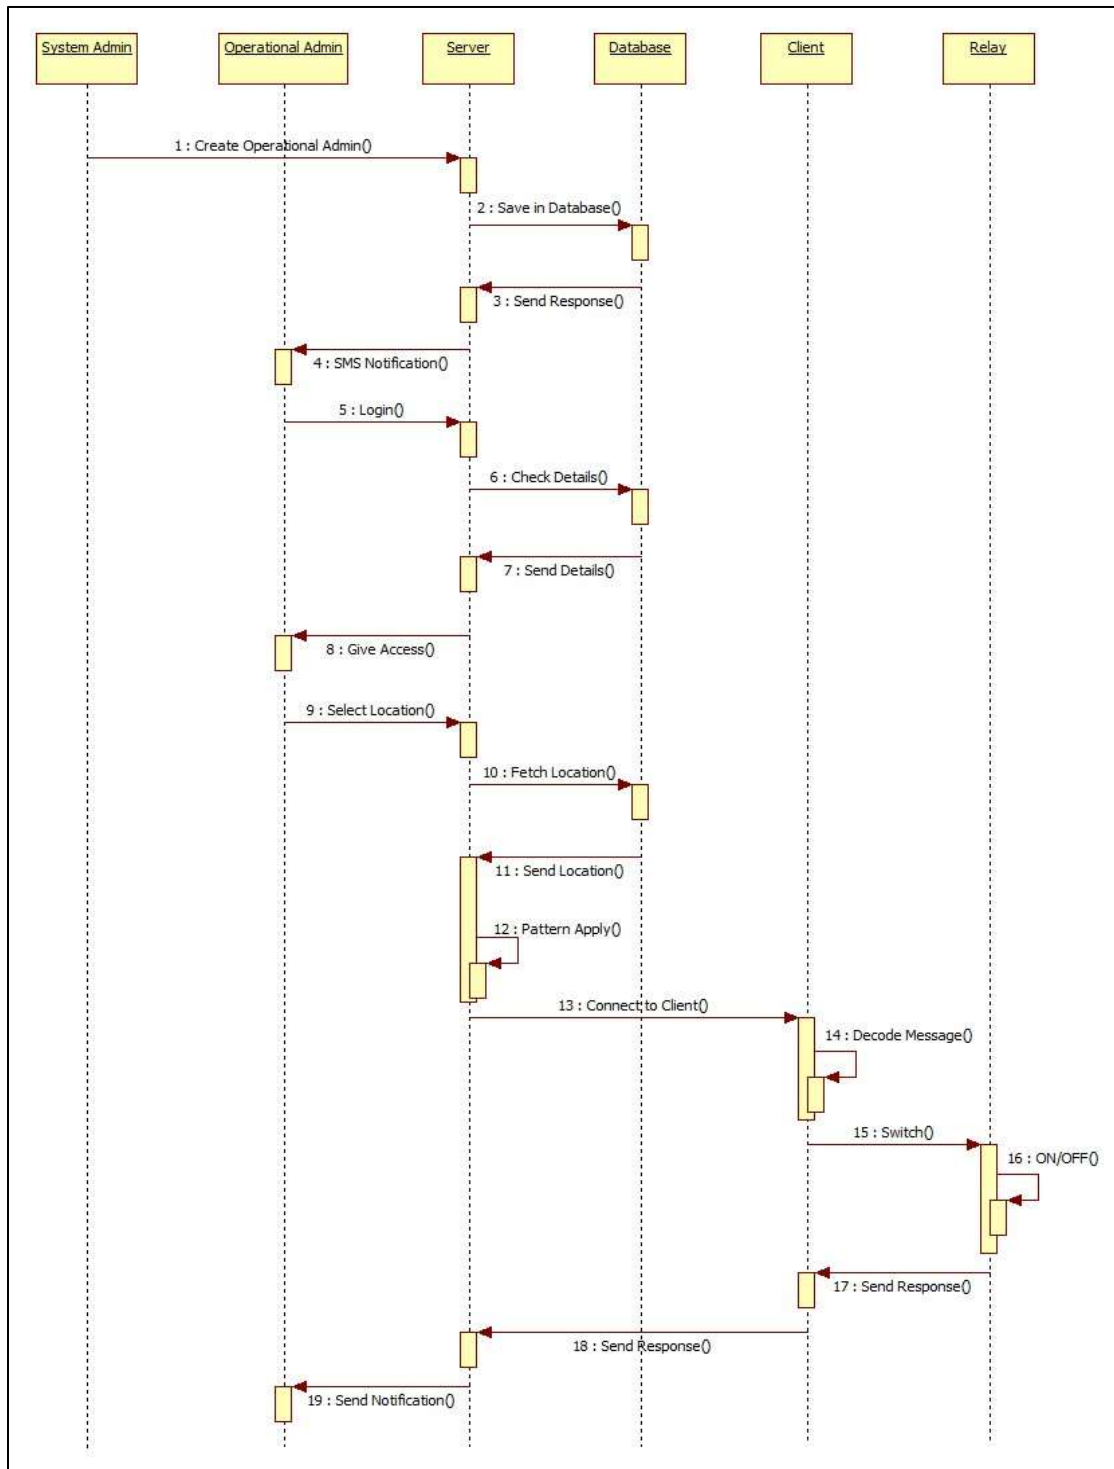 System Admin
Operational Admin
Server
Database
Client
Relay
1 : Create Operational Admin()
2 : Save in Database()
3 : Send Response()
4 : SMS Notification()
5 : Login()
6 : Check Details()
7 : Send Details()
8 : Give Access()
9 : Select Location()
10 : Fetch Location()
11 : Send Location()
12 : Pattern Apply()
13 : Connect to Client()
14 : Decode Message()
15 : Switch()
16 : ON/OFF()
17 : Send Response()
18 : Send Response()
19 : Send Notification()